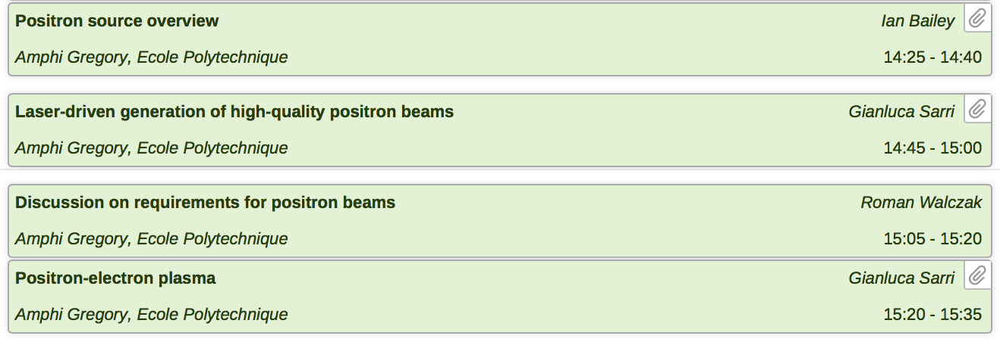 Positron source overview Ian Bailey
Amphi Gregory, Ecole Polytechnique 14:25 - 14:40
Laser-driven generation of high-quality positron beams Gianluca Sarri
Amphi Gregory, Ecole Polytechnique 14:45 - 15:00
Discussion on requirements for positron beams Roman Walczak
Amphi Gregory, Ecole Polytechnique 15:05 - 15:20
Positron-electron plasma Gianluca Sarri
Amphi Gregory, Ecole Polytechnique 15:20 - 15:35